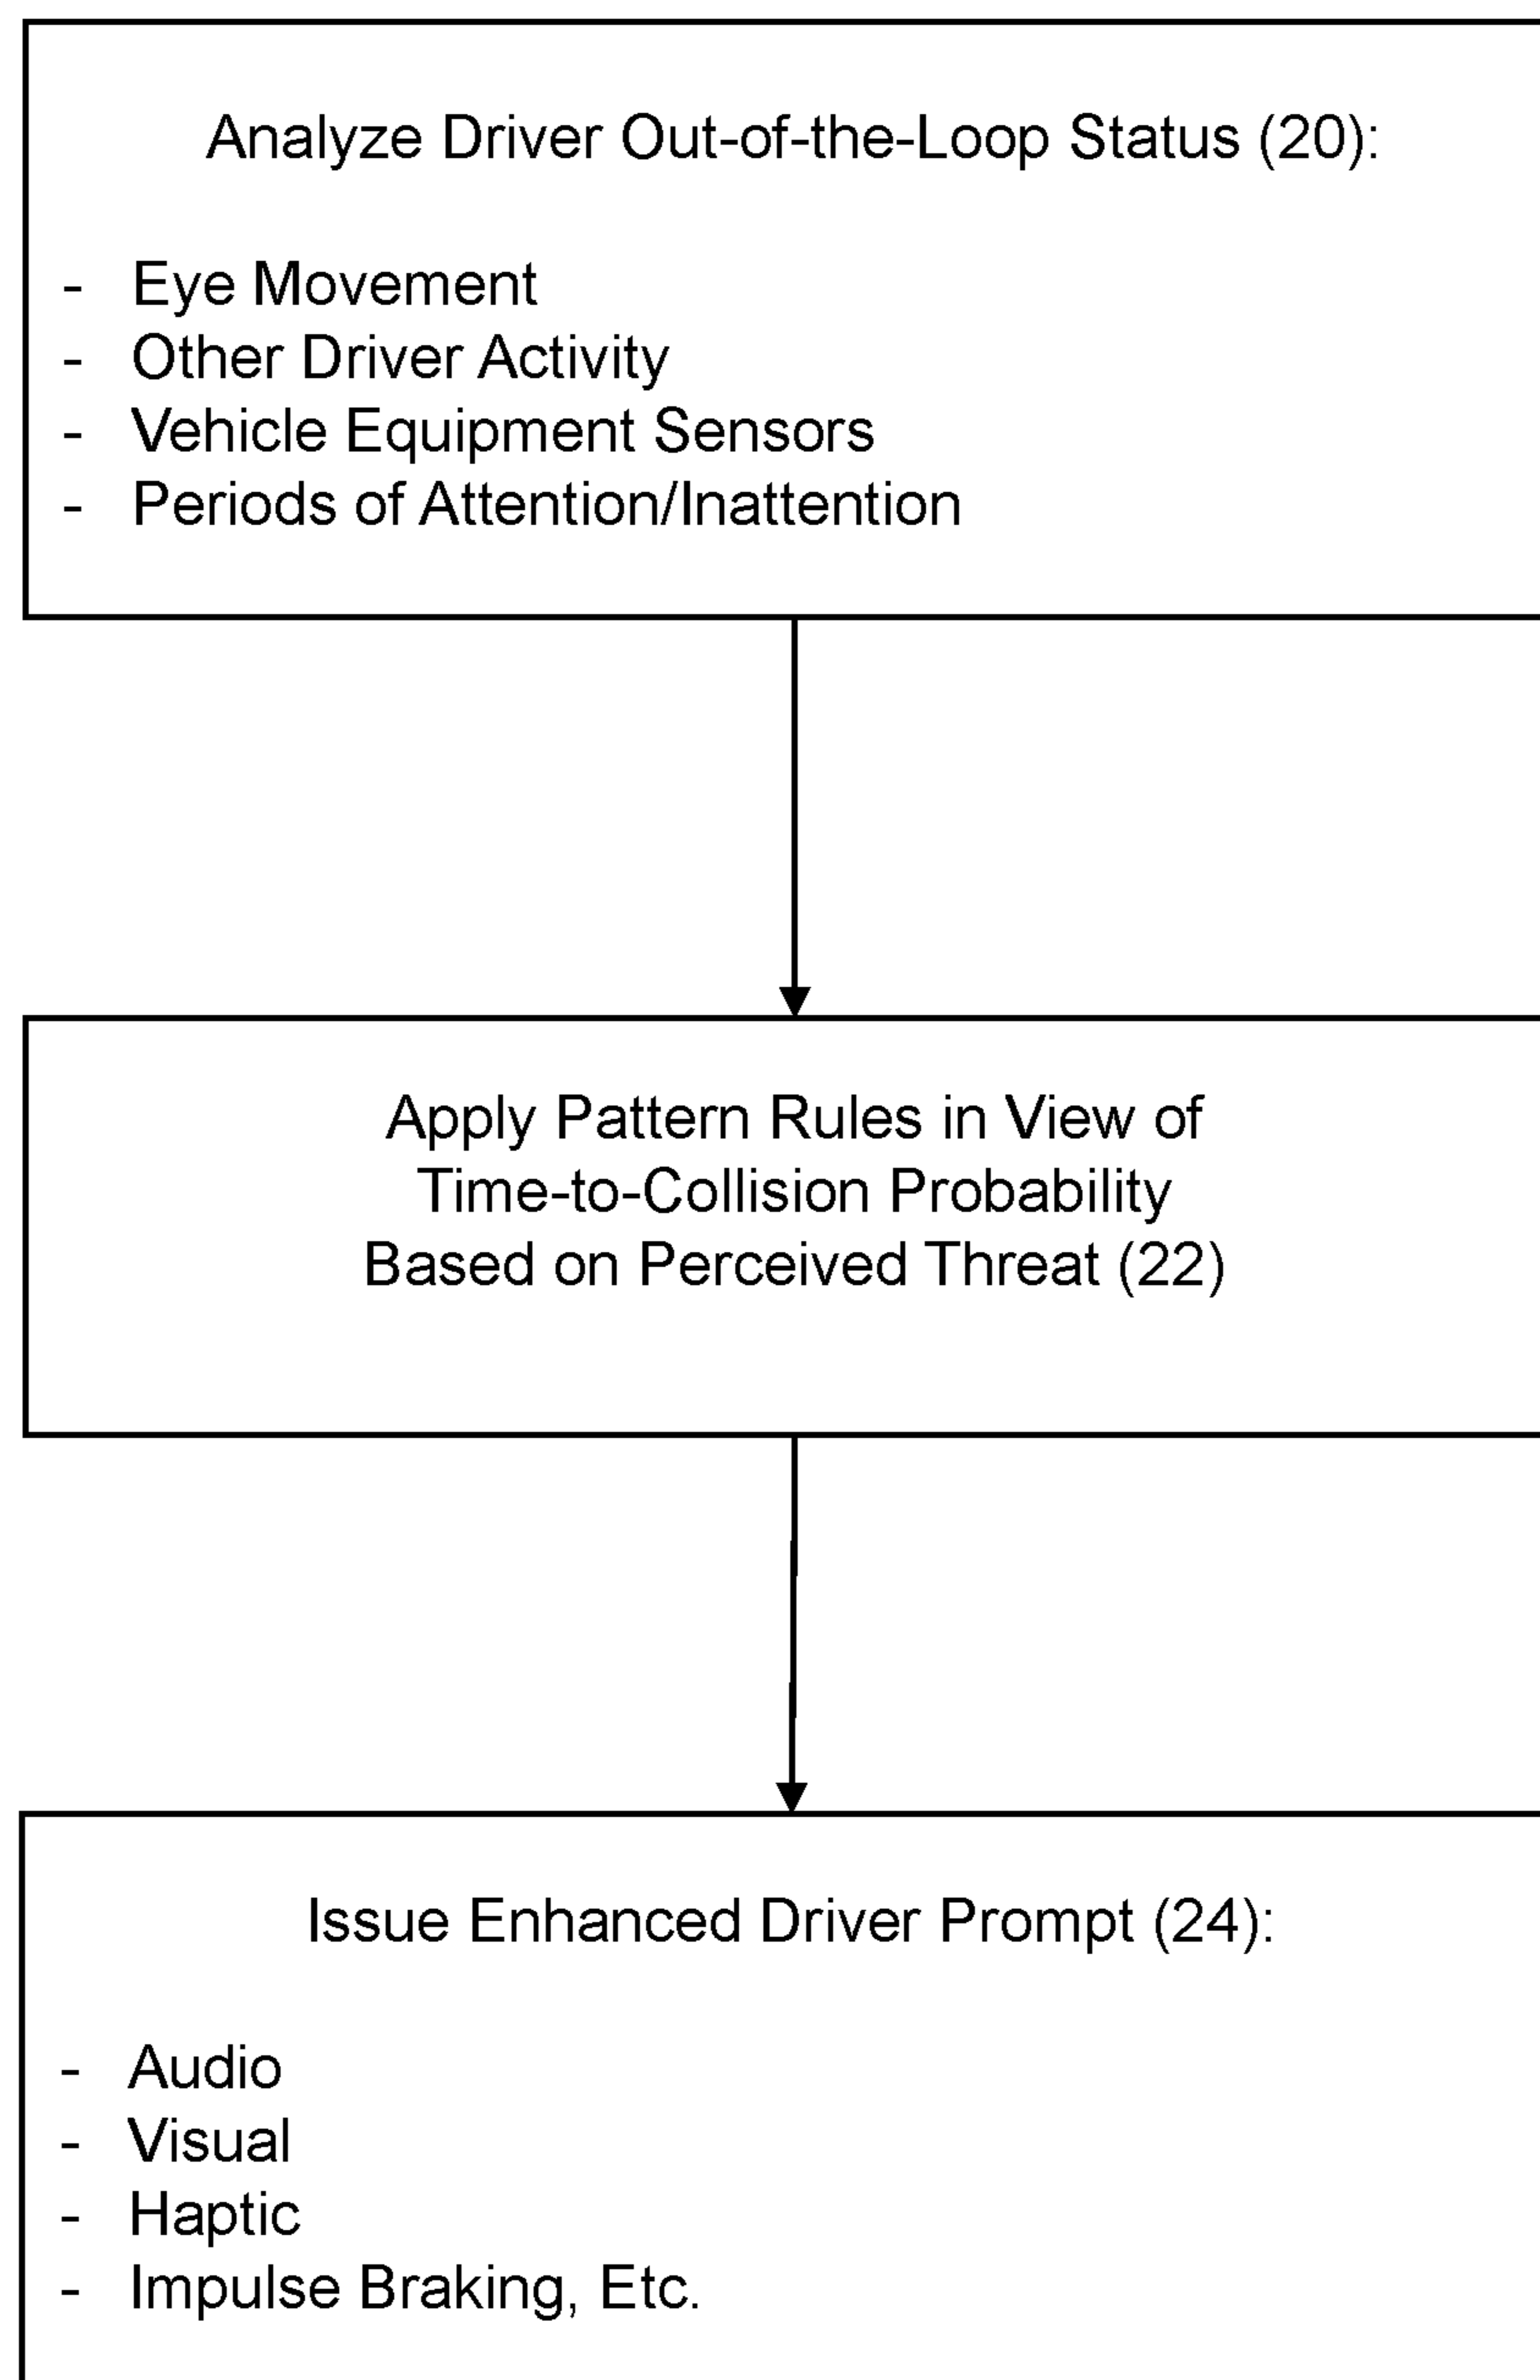 Analyze Driver Out-of-the-Loop Status (20):
- Eye Movement
- Other Driver Activity
- Vehicle Equipment Sensors
- Periods of Attention/Inattention
Apply Pattern Rules in View of
Time-to-Collision Probability
Based on Perceived Threat (22)
Issue Enhanced Driver Prompt (24):
- Audio
- Visual
- Haptic
- Impulse Braking, Etc.